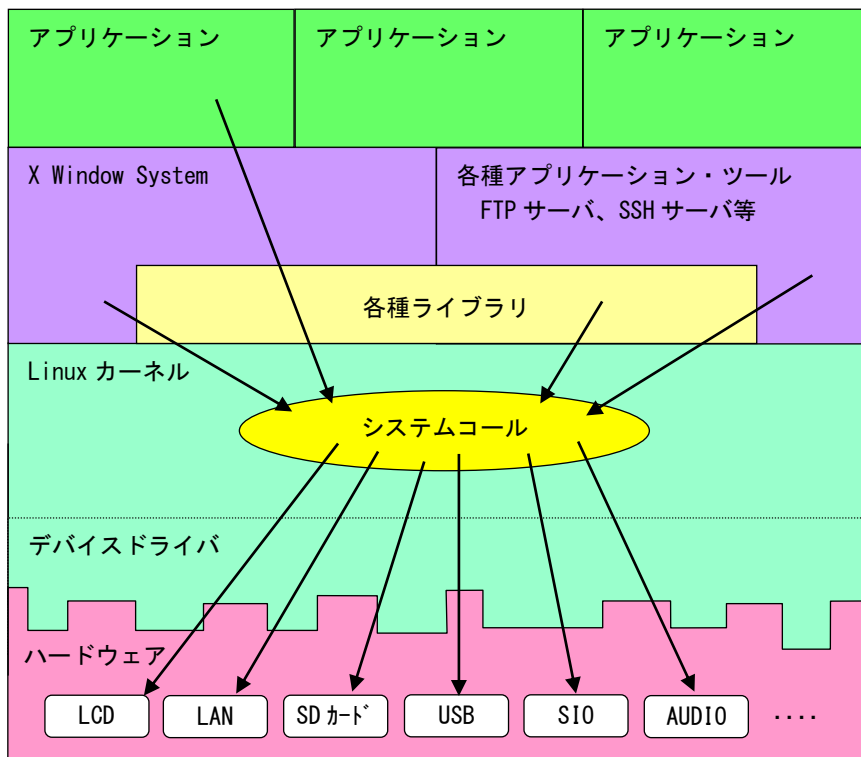 アプリケーション
アプリケーション
アプリケーション
X Window System
各種アプリケーション・ツール
FTP サーバ、SSH サーバ等
各種ライブラリ
Linux カーネル
システムコール
デバイスドライバ
ハードウェア
LCD
LAN
SD ｶｰﾄﾞ
USB
SIO
AUDIO
････